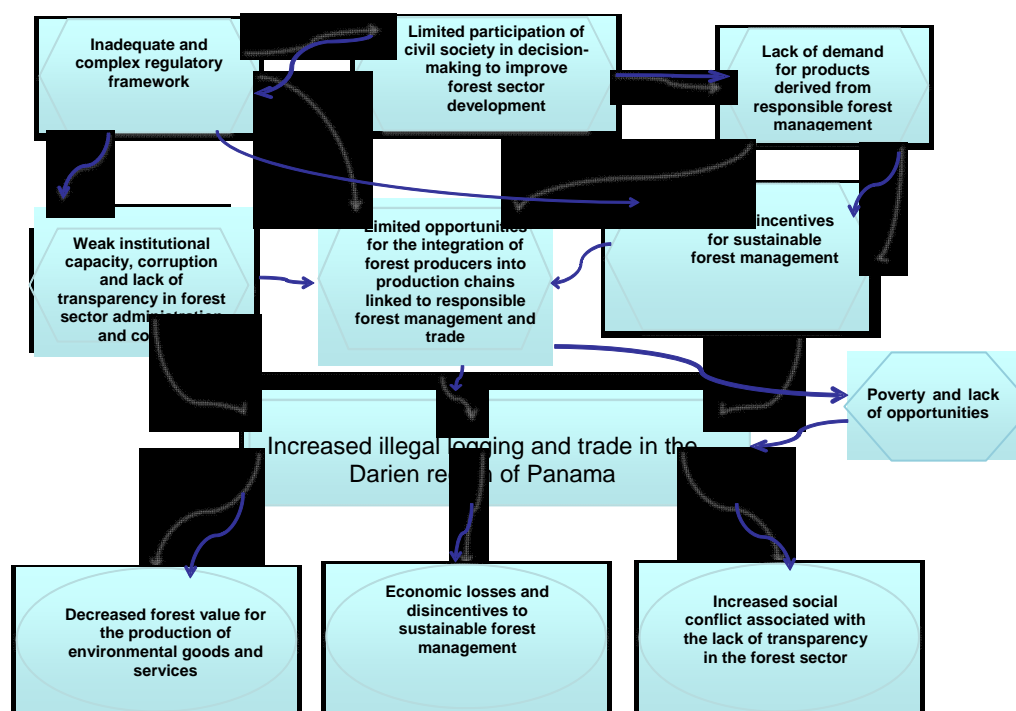 Inadequate and
complex regulatory
framework
Limited participation of
civil society in decision-
making to improve
forest sector
development
Lack of demand
for products
derived from
responsible forest
management
Weak institutional
capacity, corruption
and lack of
transparency in forest
sector administration
and
Limited opportunities
for the integration of
forest producers into
production chains
linked to responsible
forest management and
trade
incentives
for sustainable
forest management
Poverty and lack
of opportunities
Increased illegal logging and trade in the
Darien region of Panama
Decreased forest value for
the production of
environmental goods and
services
Economic losses and
disincentives to
sustainable forest
management
Increased social
conflict associated with
the lack of transparency
in the forest sector